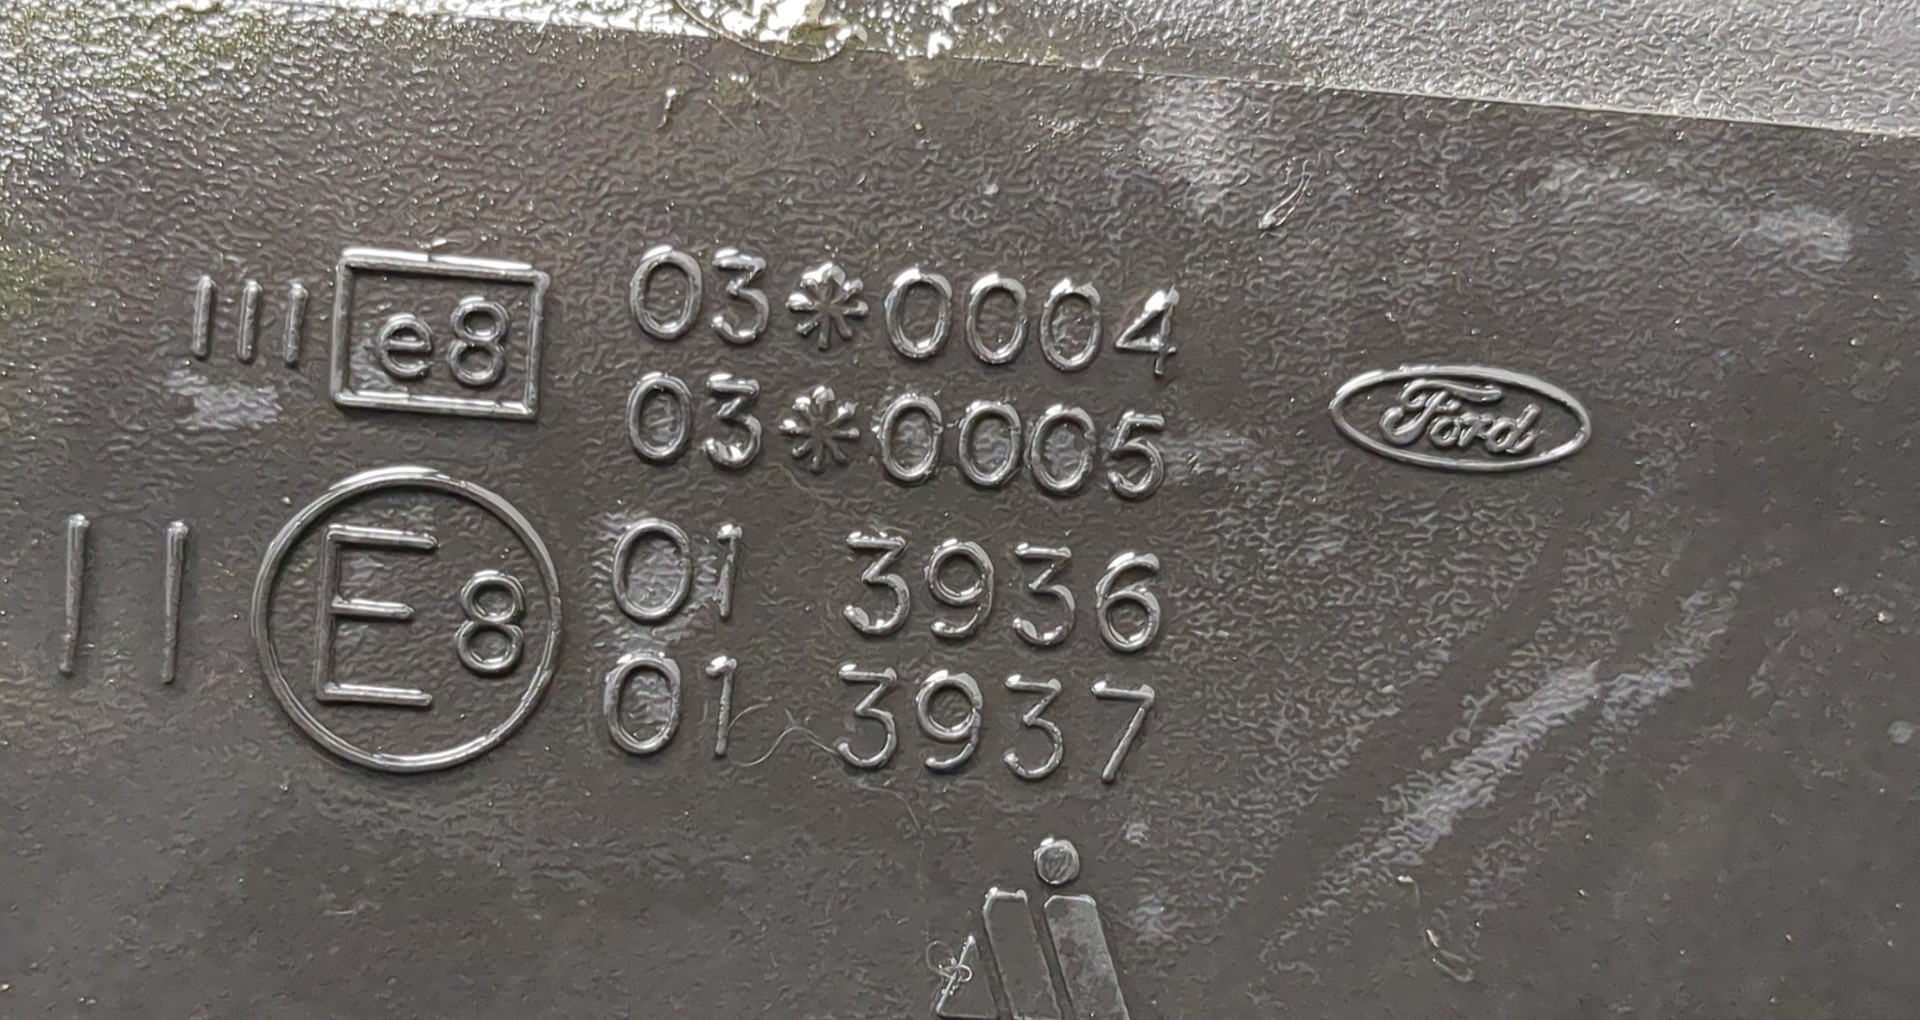 III e8 03*0004
03*0005
Ford
II E8 01 3936
01 3937